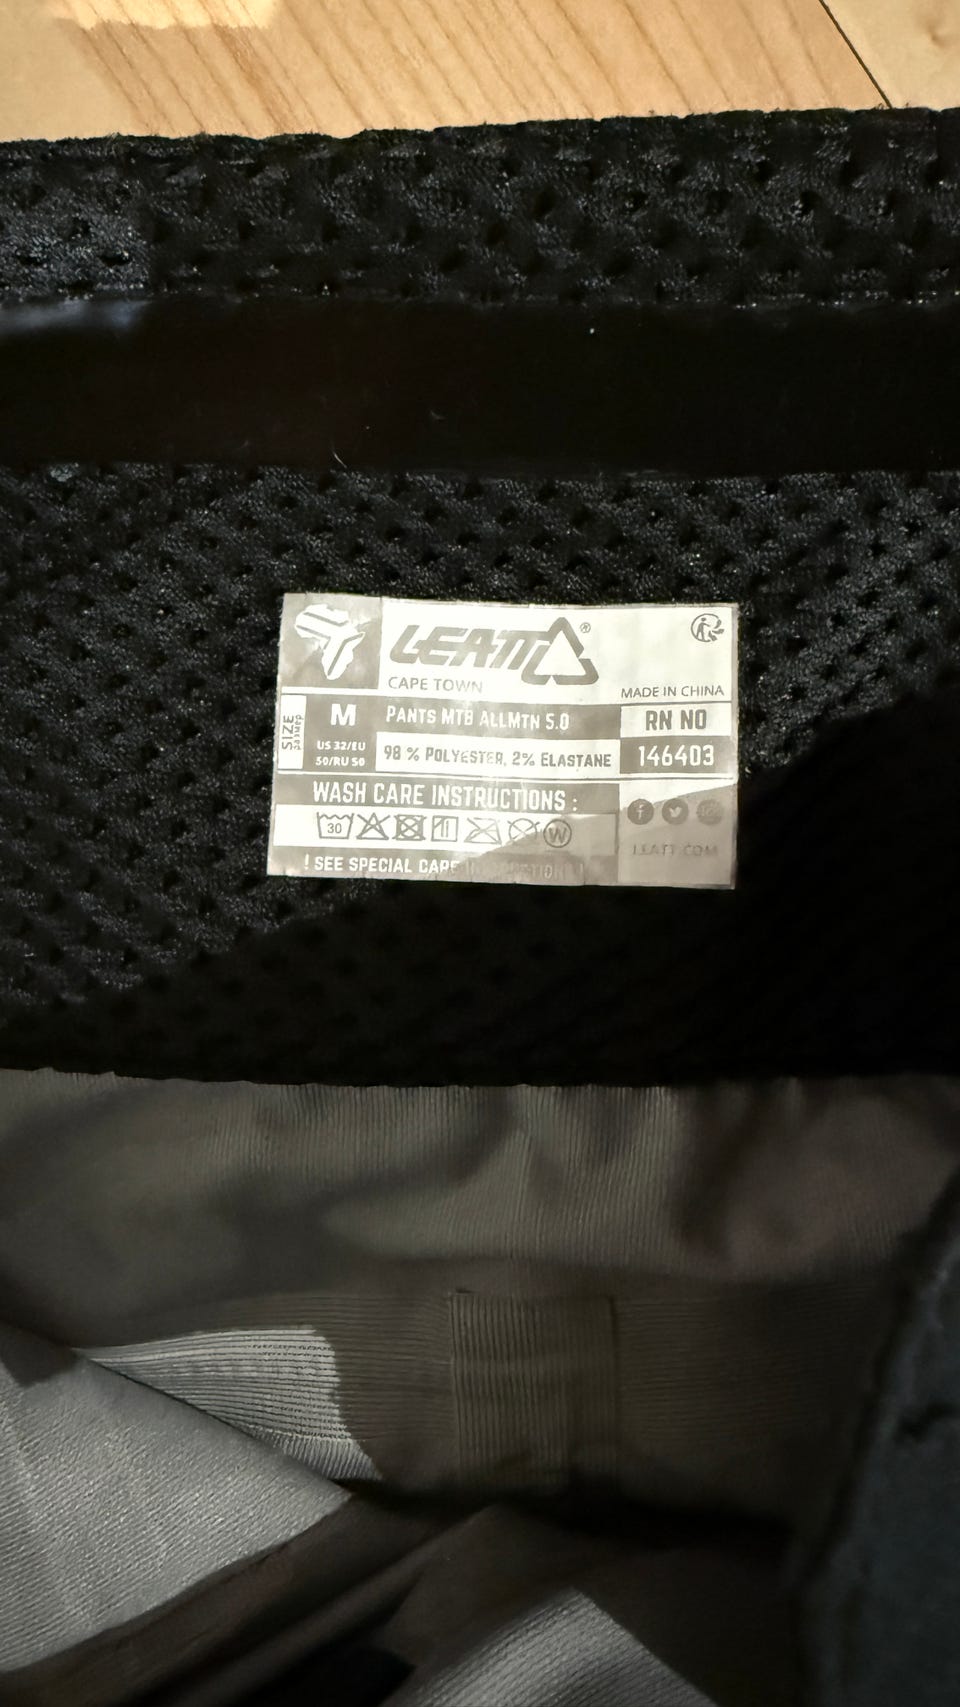 LEATT®
CAPE TOWN
MADE IN CHINA
SIZE
размер
M
US 32/EU
50/RU 50
PANTS MTB ALLMTN 5.0
98 % POLYESTER, 2% ELASTANE
RN NO
146403
WASH CARE INSTRUCTIONS :
30
W
! SEE SPECIAL CARE
LEATT.COM